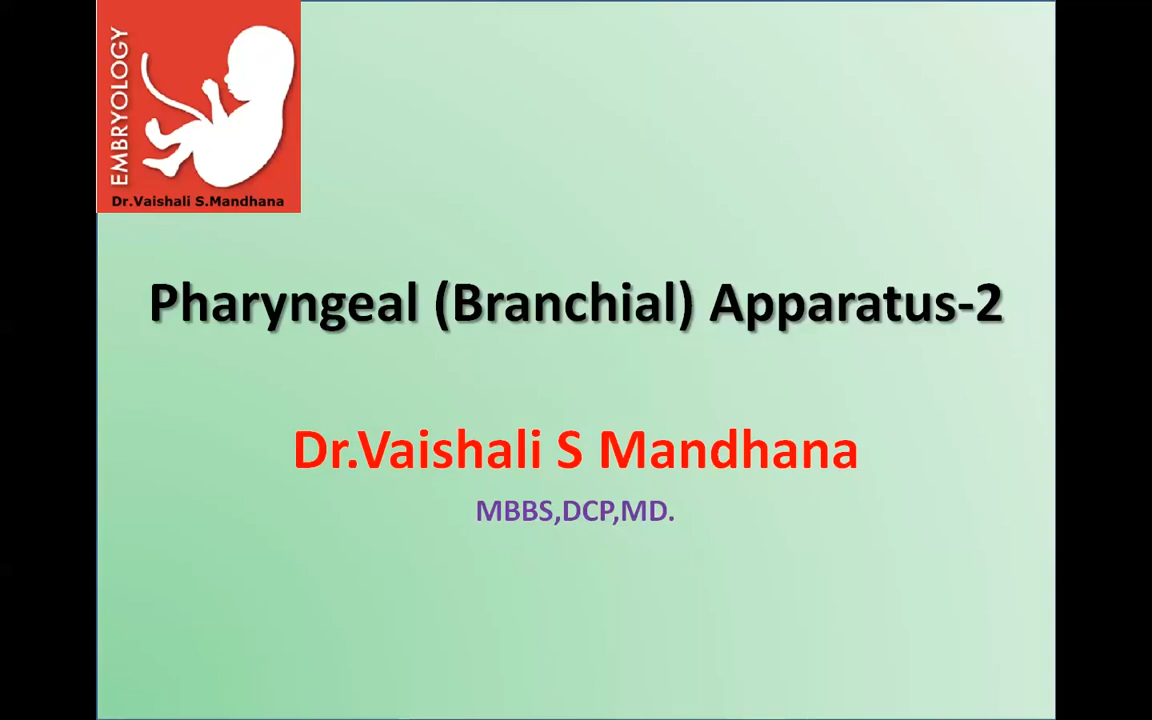 EMBRYOLOGY
Dr.Vaishali S.Mandhana
Pharyngeal (Branchial) Apparatus-2
Dr.Vaishali S Mandhana
MBBS,DCP,MD.